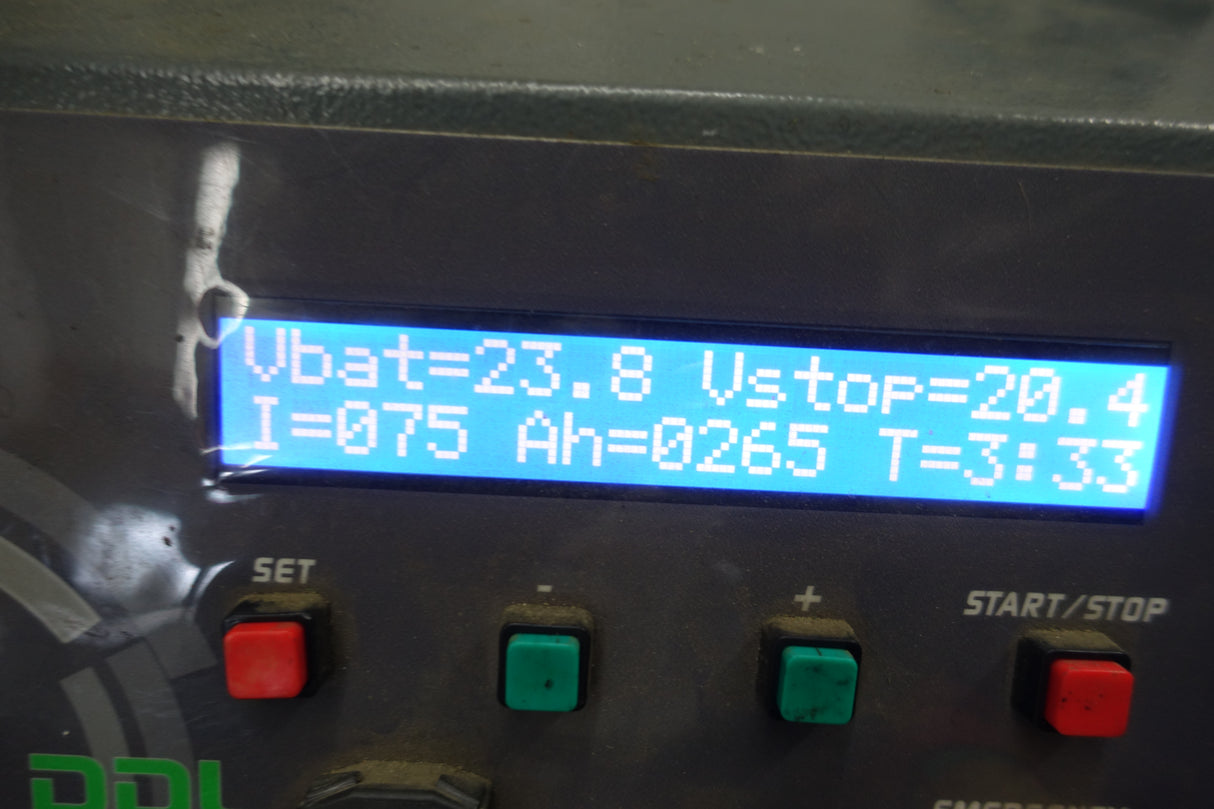 Vbat=23.8 Vstop=20.4
I=075 Ah=0265 T=3:33
SET
-
+
START/STOP